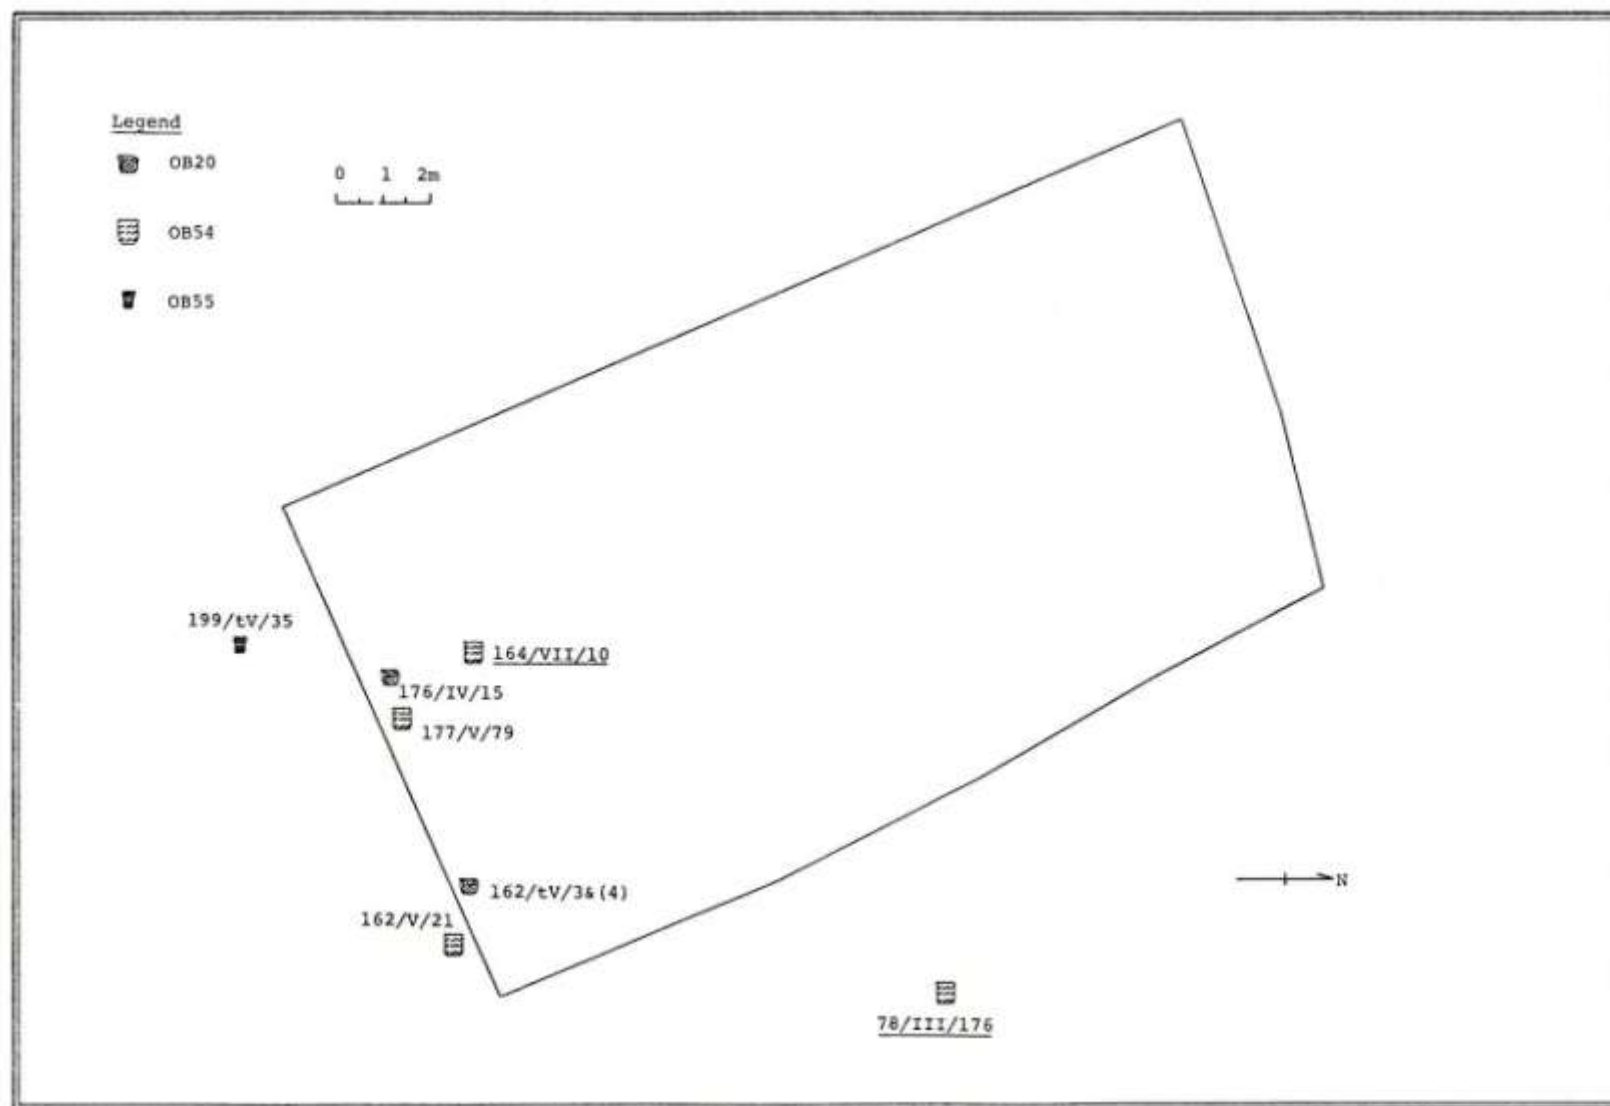 Legend
OB20
0 1 2m
OB54
OB55
199/tV/35
164/VII/10
176/IV/15
177/V/79
162/tV/3&(4)
162/V/21
N
78/III/176